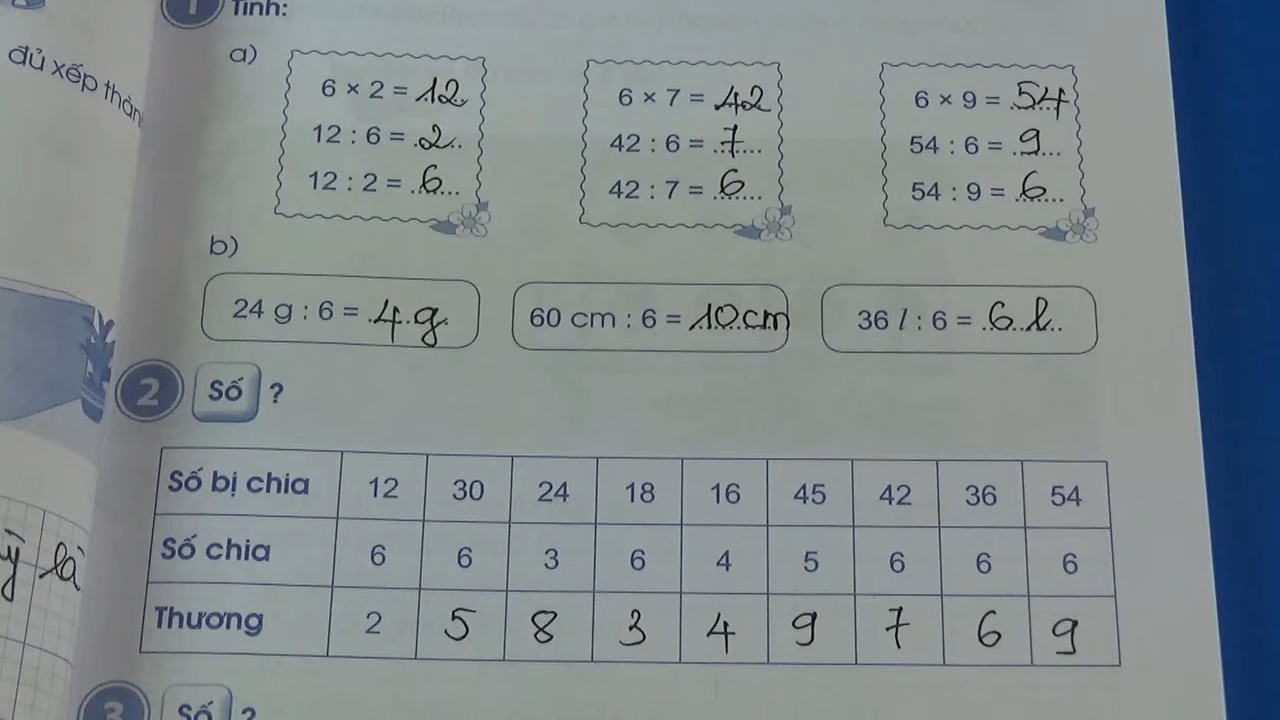 1 Tính:
đủ xếp thàn
a)
6 × 2 = 12
12 : 6 = 2
12 : 2 = 6
6 × 7 = 42
42 : 6 = 7
42 : 7 = 6
6 × 9 = 54
54 : 6 = 9
54 : 9 = 6
b)
24 g : 6 = 4 g
60 cm : 6 = 10 cm
36 l : 6 = 6 l
2 Số ?
Số bị chia 12 30 24 18 16 45 42 36 54
Số chia 6 6 3 6 4 5 6 6 6
Thương 2 5 8 3 4 9 7 6 9
ý là
3 Số ?